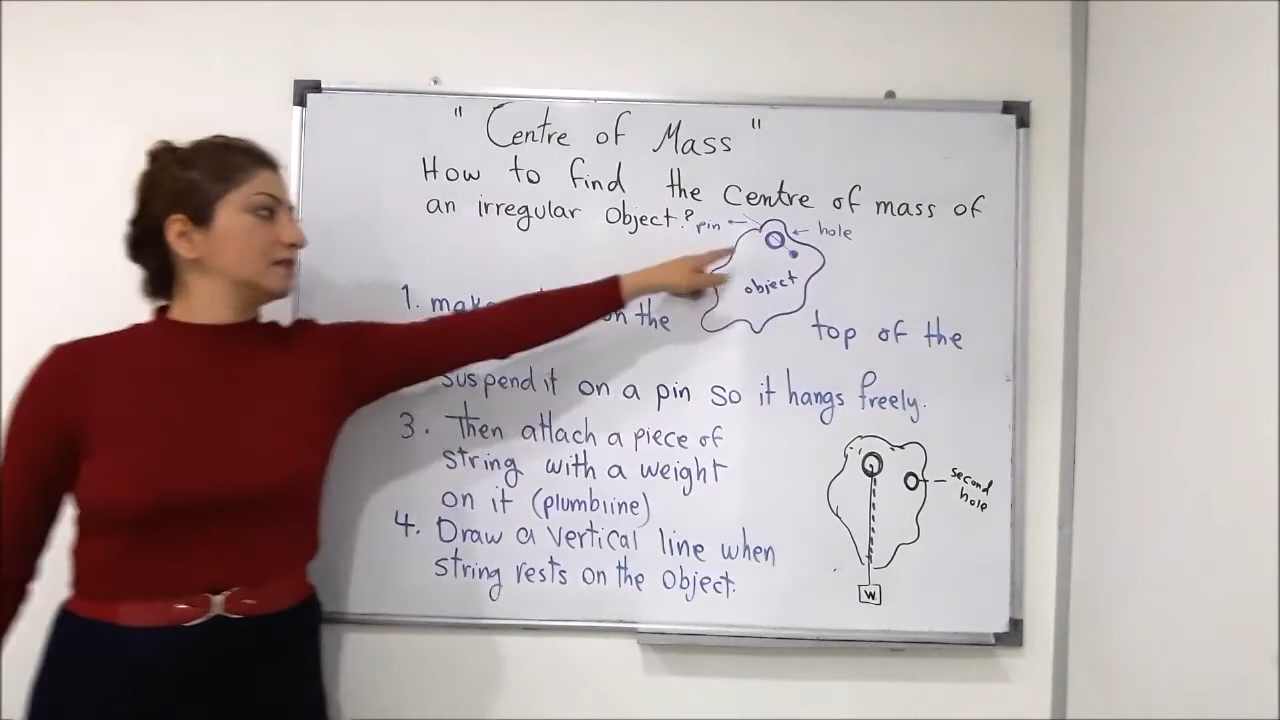 "Centre of Mass"
How to find the centre of mass of
an irregular Object?
pin
hole
object
1. make on the top of the
suspend it on a pin so it hangs freely.
3. Then attach a piece of
string with a weight
on it (plumbline)
4. Draw a vertical line when
string rests on the Object.
second
hole
W